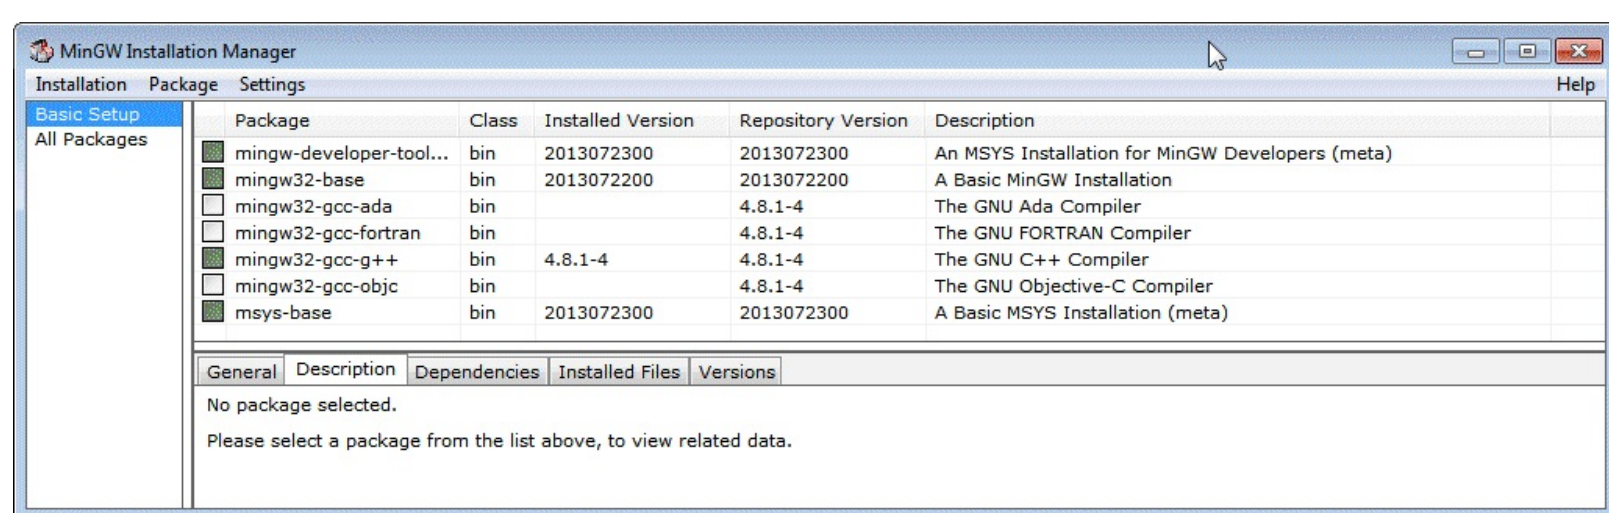 MinGW Installation Manager
Installation Package Settings Help
Basic Setup
All Packages
Package Class Installed Version Repository Version Description
mingw-developer-tool... bin 2013072300 2013072300 An MSYS Installation for MinGW Developers (meta)
mingw32-base bin 2013072200 2013072200 A Basic MinGW Installation
mingw32-gcc-ada bin 4.8.1-4 The GNU Ada Compiler
mingw32-gcc-fortran bin 4.8.1-4 The GNU FORTRAN Compiler
mingw32-gcc-g++ bin 4.8.1-4 4.8.1-4 The GNU C++ Compiler
mingw32-gcc-objc bin 4.8.1-4 The GNU Objective-C Compiler
msys-base bin 2013072300 2013072300 A Basic MSYS Installation (meta)
General Description Dependencies Installed Files Versions
No package selected.
Please select a package from the list above, to view related data.